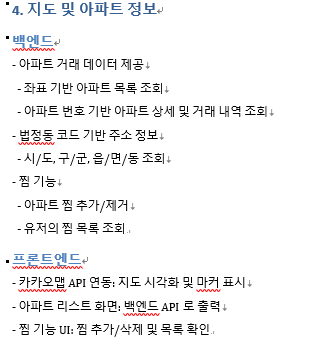 4. 지도 및 아파트 정보
백엔드
- 아파트 거래 데이터 제공
- 좌표 기반 아파트 목록 조회
- 아파트 번호 기반 아파트 상세 및 거래 내역 조회
- 법정동 코드 기반 주소 정보
- 시/도, 구/군, 읍/면/동 조회
- 찜 기능
- 아파트 찜 추가/제거
- 유저의 찜 목록 조회
프론트엔드
- 카카오맵 API 연동: 지도 시각화 및 마커 표시
- 아파트 리스트 화면: 백엔드 API 로 출력
- 찜 기능 UI: 찜 추가/삭제 및 목록 확인